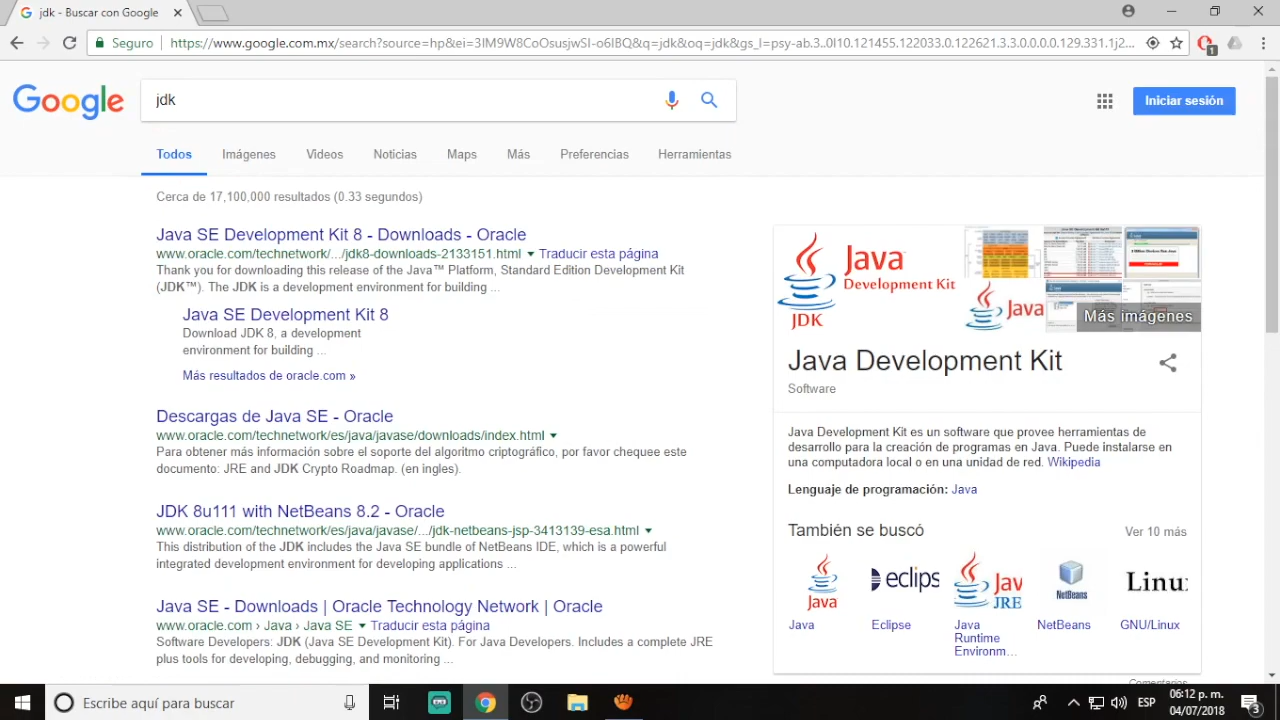 jdk - Buscar con Google
Seguro
https://www.google.com.mx/search?source=hp&ei=3IM9W8CoOsusjwSI-o6IBQ&q=jdk&oq=jdk&gs_l=psy-ab.3..0l10.121455.122033.0.122621.3.3.0.0.0.0.129.331.1j2...
1
Google
jdk
Iniciar sesión
Todos Imágenes Videos Noticias Maps Más Preferencias Herramientas
Cerca de 17,100,000 resultados (0.33 segundos)
Java SE Development Kit 8 - Downloads - Oracle
www.oracle.com/technetwork/.../jdk8-downloads-2133151.html Traducir esta página
Thank you for downloading this release of the Java™ Platform, Standard Edition Development Kit
(JDK™). The JDK is a development environment for building ...
Java SE Development Kit 8
Download JDK 8, a development
environment for building ...
Más resultados de oracle.com »
Descargas de Java SE - Oracle
www.oracle.com/technetwork/es/java/javase/downloads/index.html
Para obtener más información sobre el soporte del algoritmo criptográfico, por favor chequee este
documento: JRE and JDK Crypto Roadmap. (en ingles).
JDK 8u111 with NetBeans 8.2 - Oracle
www.oracle.com/technetwork/es/java/javase/.../jdk-netbeans-jsp-3413139-esa.html
This distribution of the JDK includes the Java SE bundle of NetBeans IDE, which is a powerful
integrated development environment for developing applications ...
Java SE - Downloads | Oracle Technology Network | Oracle
www.oracle.com › Java › Java SE Traducir esta página
Software Developers: JDK (Java SE Development Kit). For Java Developers. Includes a complete JRE
plus tools for developing, debugging, and monitoring ...
Java
Development Kit
JDK
Java
Más imágenes
Java Development Kit
Software
Java Development Kit es un software que provee herramientas de
desarrollo para la creación de programas en Java. Puede instalarse
en una computadora local o en una unidad de red. Wikipedia
Lenguaje de programación: Java
También se buscó
Ver 10 más
Java
eclips
Jav
JRE
NetBeans
Linu
Java
Eclipse
Java
Runtime
Environm...
NetBeans
GNU/Linux
Comentarios
Escribe aquí para buscar
ESP
06:12 p. m.
04/07/2018
3